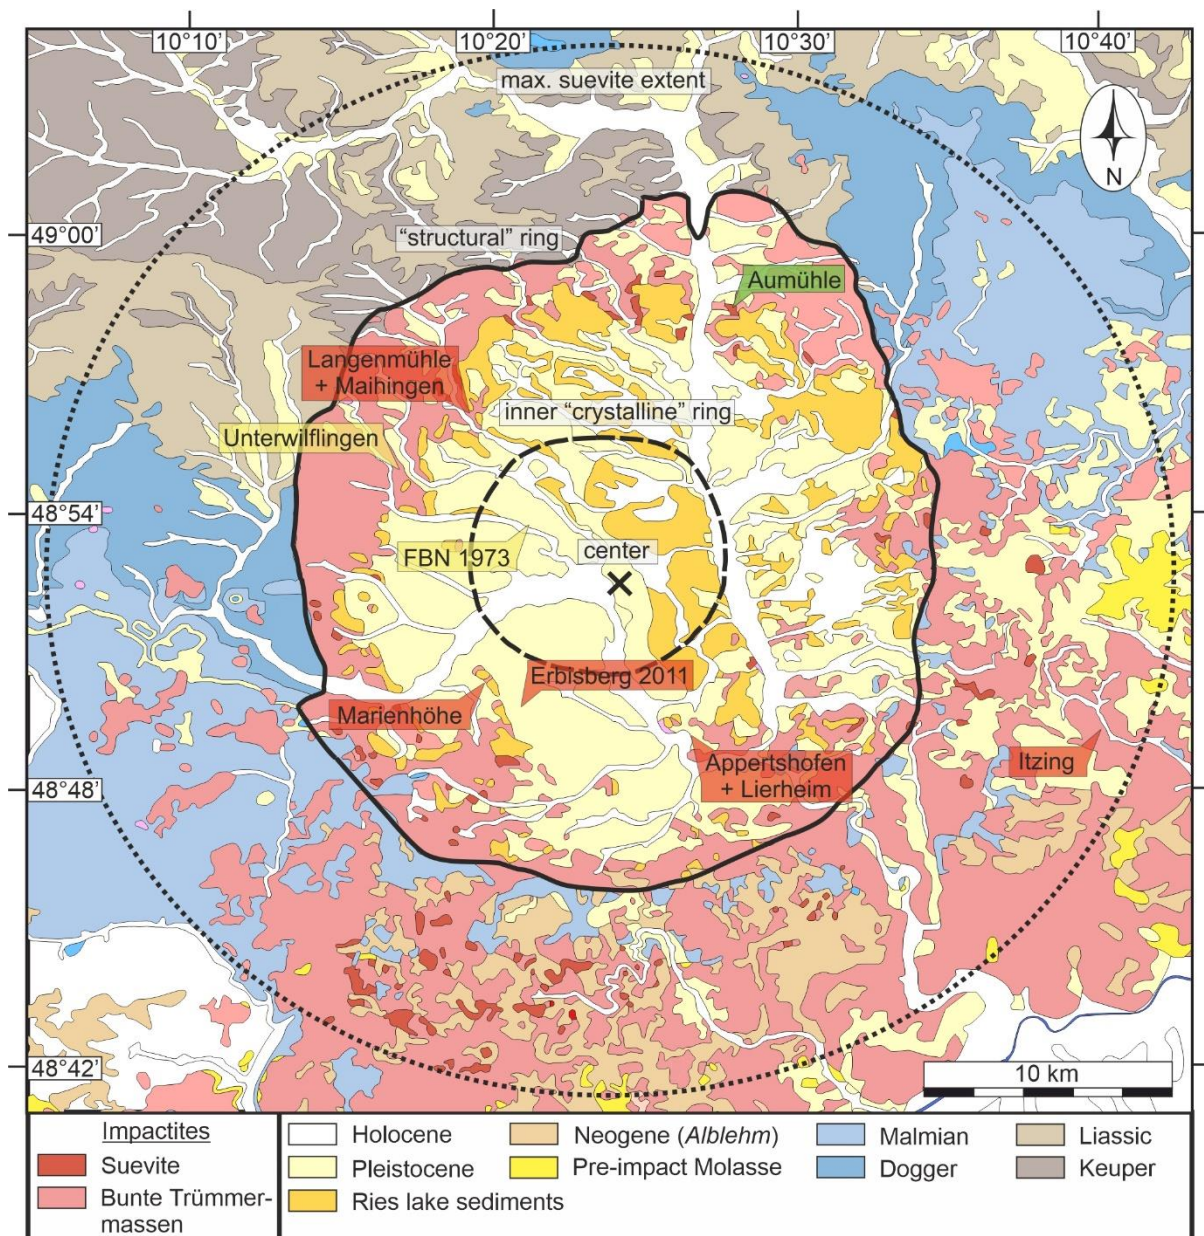 10°10'
10°20'
10°30'
10°40'
max. suevite extent
N
49°00'
"structural" ring
Aumühle
Langenmühle
+ Maihingen
inner "crystalline" ring
Unterwilflingen
48°54'
FBN 1973
center
Erbisberg 2011
Marienhöhe
Appertshofen
+ Lierheim
Itzing
48°48'
48°42'
10 km
Impactites
Suevite
Bunte Trümmer-
massen
Holocene
Pleistocene
Ries lake sediments
Neogene (Alblehm)
Pre-impact Molasse
Malmian
Dogger
Liassic
Keuper